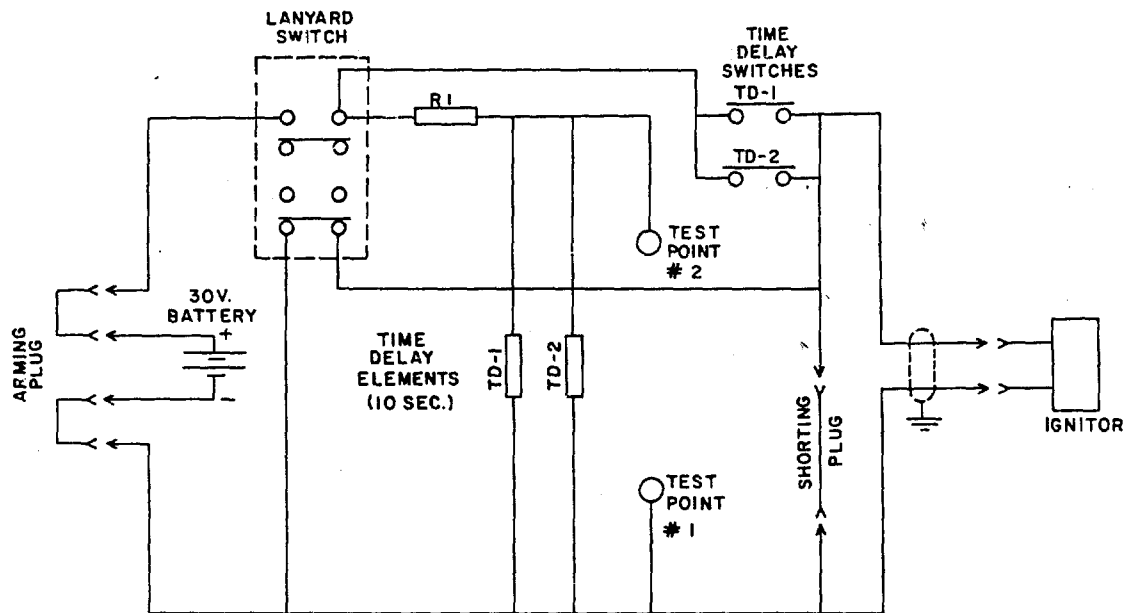 LANYARD
SWITCH
TIME
DELAY
SWITCHES
TD-1
R1
TD-2
TEST
POINT
# 2
30V.
BATTERY
+
-
ARMING
PLUG
TIME
DELAY
ELEMENTS
(10 SEC.)
TD-1
TD-2
SHORTING
PLUG
IGNITOR
TEST
POINT
# 1